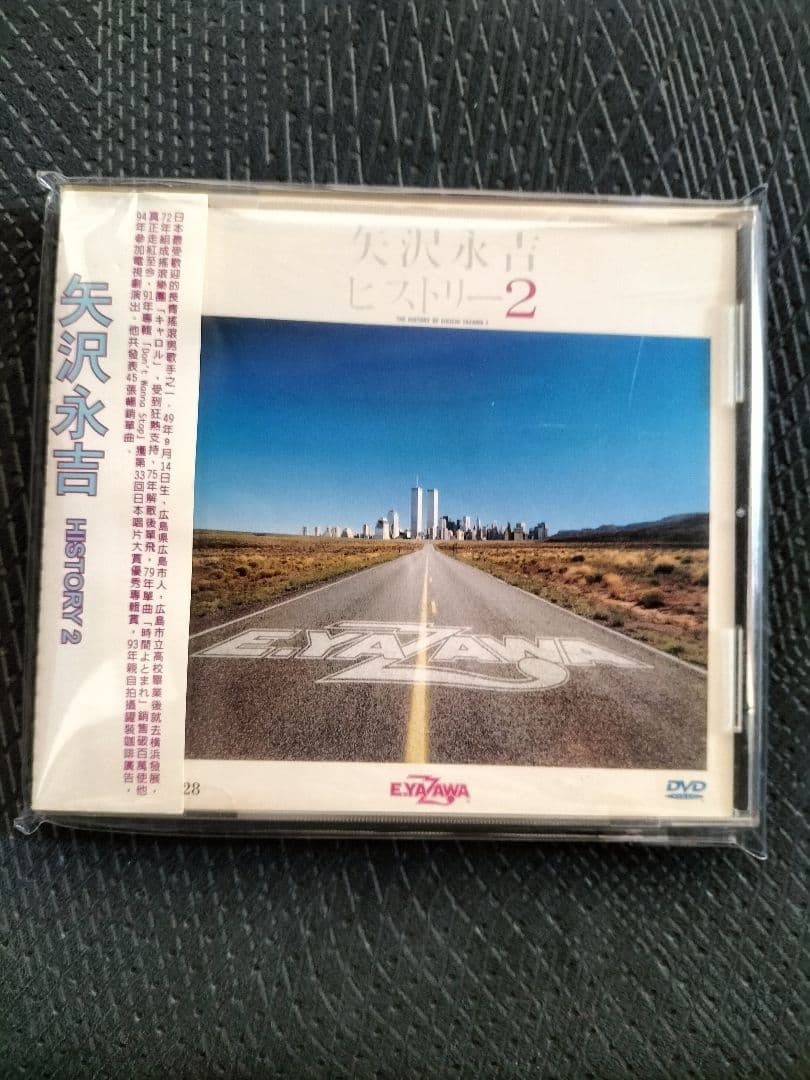 矢沢永吉
ヒストリー2
THE HISTORY OF EIKICHI YAZAWA 2
矢沢永吉 HISTORY 2
日本最受歡迎的長青搖滾男歌手之一．49年9月14日生．広島県広島市人，広島市立高校畢業後就去橫浜發展，
72年組成搖滾樂團「キャロル」、受到狂熱支持、75年解散後單飛，79年單曲「時間よとまれ」銷售破百萬使他
真正走紅至今，91年專輯「Don't Wanna Stop」獲第33回日本唱片大賞優秀專輯賞，93年親自拍攝罐裝咖啡廣告，
94年參加電視劇演出．他共發表45張暢銷單曲、
E.YAZAWA
28
E.YAZAWA
DVD